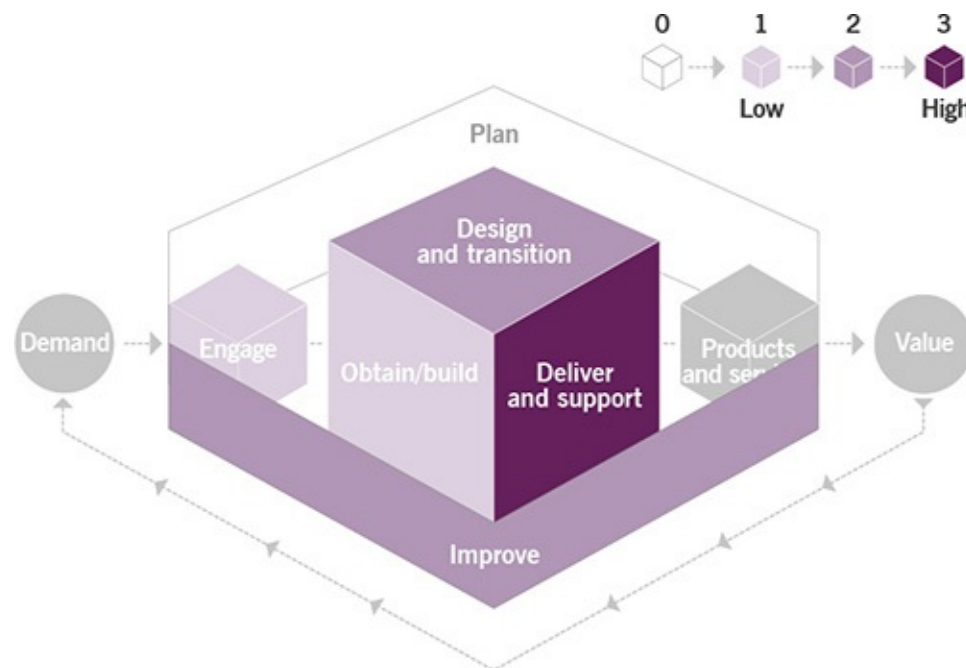 0 1 2 3
Low High
Plan
Design
and transition
Demand
Engage
Obtain/build
Deliver
and support
Products
and
Value
Improve